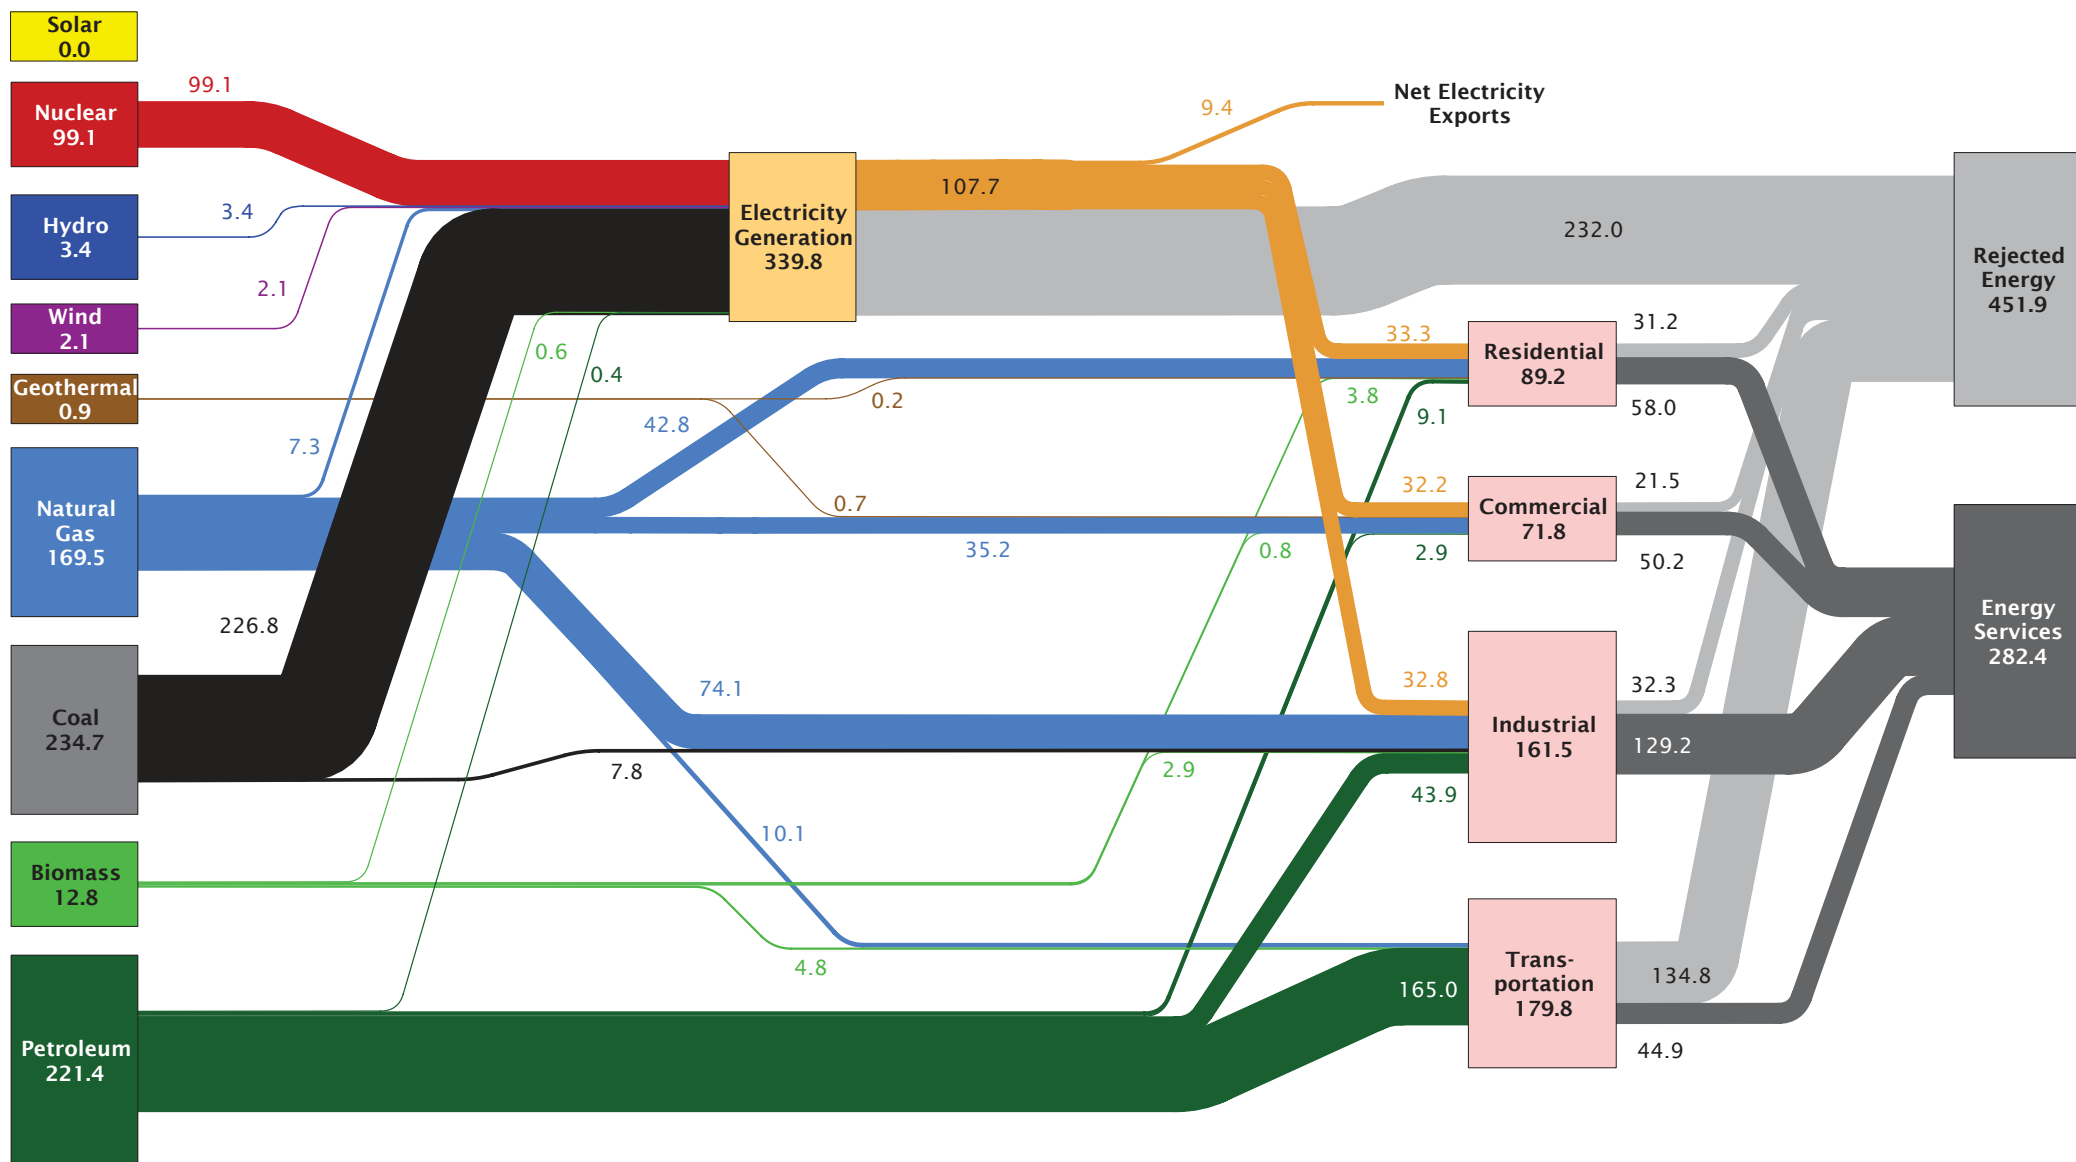 Solar
0.0
Nuclear
99.1
Hydro
3.4
Wind
2.1
Geothermal
0.9
Natural
Gas
169.5
Coal
234.7
Biomass
12.8
Petroleum
221.4
99.1
3.4
2.1
7.3
226.8
0.6
0.4
42.8
0.2
0.7
35.2
74.1
7.8
10.1
4.8
Electricity
Generation
339.8
107.7
9.4
Net Electricity
Exports
232.0
33.3
3.8
9.1
32.2
0.8
2.9
32.8
2.9
43.9
165.0
Residential
89.2
Commercial
71.8
Industrial
161.5
Trans-
portation
179.8
31.2
58.0
21.5
50.2
32.3
129.2
134.8
44.9
Rejected
Energy
451.9
Energy
Services
282.4